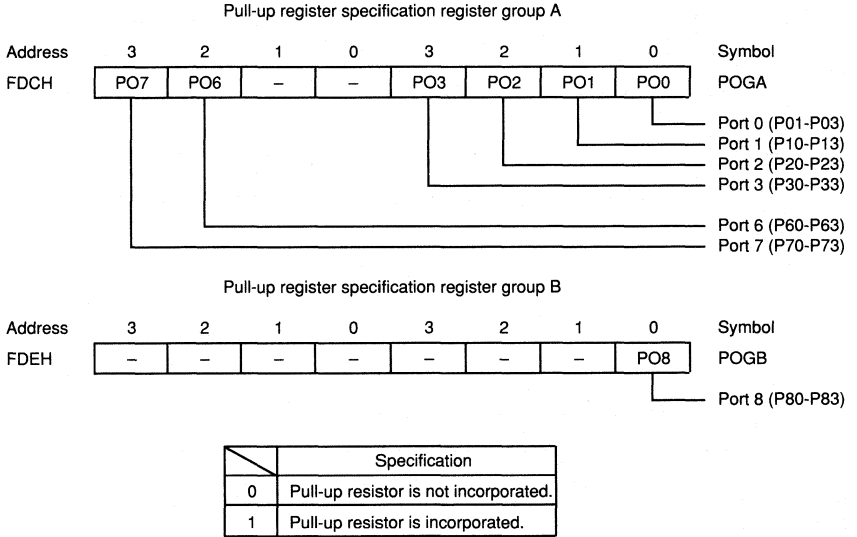 Pull-up register specification register group A
Address 3 2 1 0 3 2 1 0 Symbol
FDCH PO7 PO6 – – PO3 PO2 PO1 PO0 POGA
Port 0 (P01-P03)
Port 1 (P10-P13)
Port 2 (P20-P23)
Port 3 (P30-P33)
Port 6 (P60-P63)
Port 7 (P70-P73)
Pull-up register specification register group B
Address 3 2 1 0 3 2 1 0 Symbol
FDEH – – – – – – – PO8 POGB
Port 8 (P80-P83)
Specification
0 Pull-up resistor is not incorporated.
1 Pull-up resistor is incorporated.